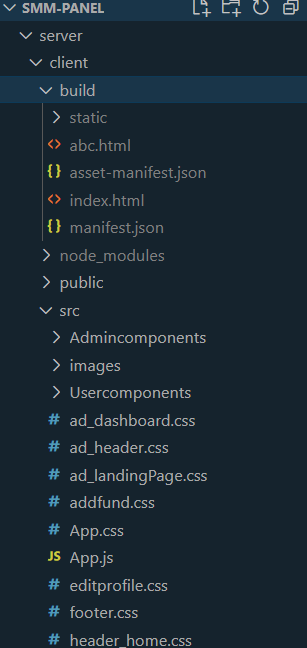 SMM-PANEL
server
client
build
static
abc.html
asset-manifest.json
index.html
manifest.json
node_modules
public
src
Admincomponents
images
Usercomponents
ad_dashboard.css
ad_header.css
ad_landingPage.css
addfund.css
App.css
JS App.js
editprofile.css
footer.css
header_home.css